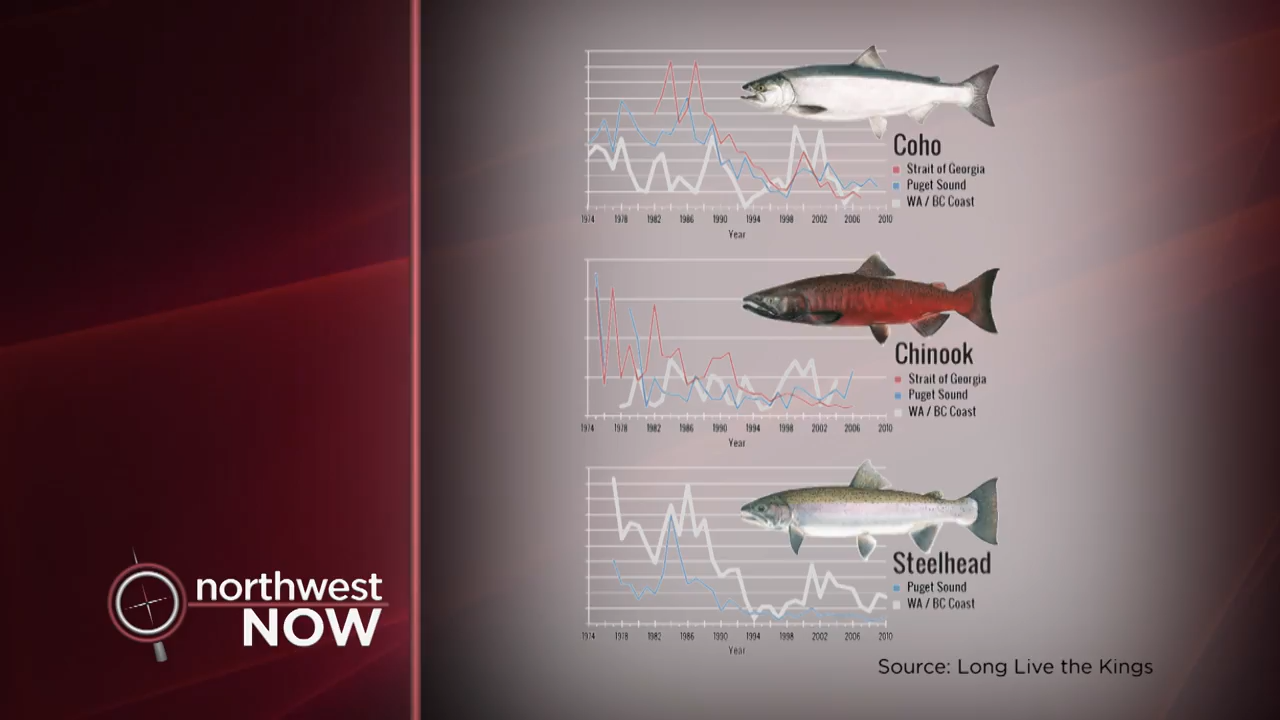 Coho
Strait of Georgia
Puget Sound
WA / BC Coast
1974 1978 1982 1986 1990 1994 1998 2002 2006 2010
Year
Chinook
Strait of Georgia
Puget Sound
WA / BC Coast
1974 1978 1982 1986 1990 1994 1998 2002 2006 2010
Year
Steelhead
Puget Sound
WA / BC Coast
1974 1978 1982 1986 1990 1994 1998 2002 2006 2010
Year
Source: Long Live the Kings
northwest
NOW